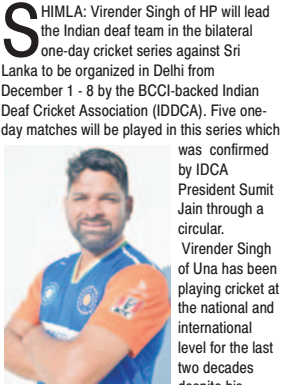 SHIMLA: Virender Singh of HP will lead
the Indian deaf team in the bilateral
one-day cricket series against Sri
Lanka to be organized in Delhi from
December 1 - 8 by the BCCI-backed Indian
Deaf Cricket Association (IDDCA). Five one-
day matches will be played in this series which
was confirmed
by IDCA
President Sumit
Jain through a
circular.
Virender Singh
of Una has been
playing cricket at
the national and
international
level for the last
two decades
despite his